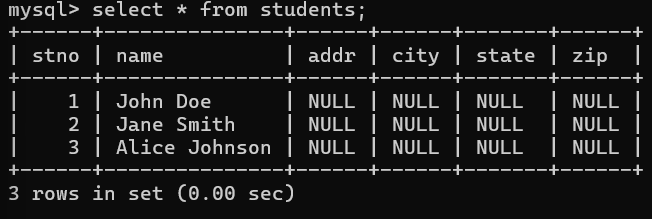 mysql> select * from students;
+------+---------------+------+------+-------+------+
| stno | name          | addr | city | state | zip  |
+------+---------------+------+------+-------+------+
|    1 | John Doe      | NULL | NULL | NULL  | NULL |
|    2 | Jane Smith    | NULL | NULL | NULL  | NULL |
|    3 | Alice Johnson | NULL | NULL | NULL  | NULL |
+------+---------------+------+------+-------+------+
3 rows in set (0.00 sec)